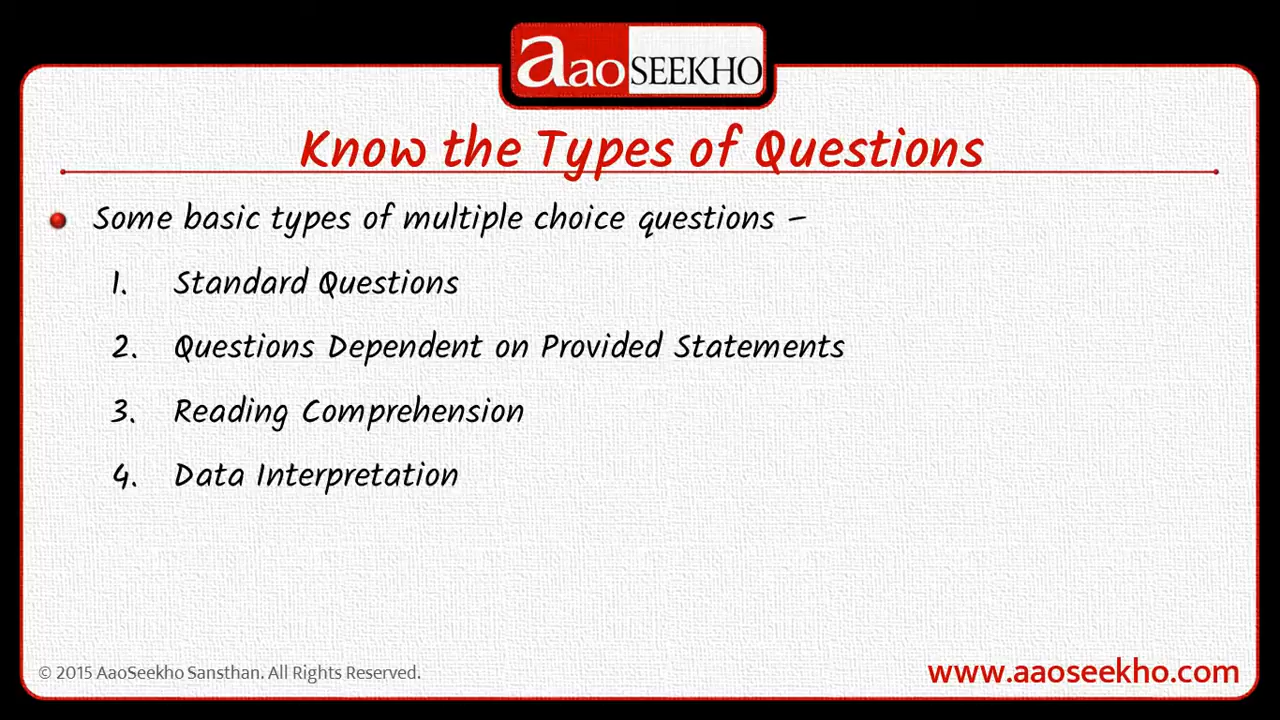 aaoSEEKHO
Know the Types of Questions
Some basic types of multiple choice questions –
1. Standard Questions
2. Questions Dependent on Provided Statements
3. Reading Comprehension
4. Data Interpretation
© 2015 AaoSeekho Sansthan. All Rights Reserved.
www.aaoseekho.com